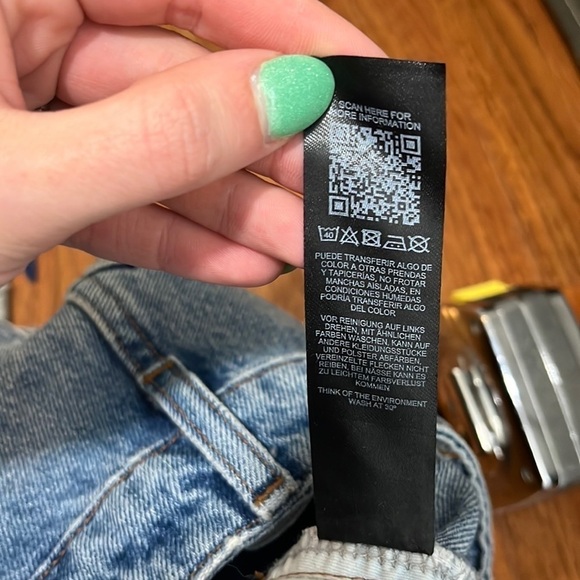 SCAN HERE FOR
MORE INFORMATION
40
PUEDE TRANSFERIR ALGO DE
COLOR A OTRAS PRENDAS
Y TAPICERÍAS, NO FROTAR
MANCHAS AISLADAS, EN
CONDICIONES HÚMEDAS
PODRÍA TRANSFERIR ALGO
DEL COLOR
VOR REINIGUNG AUF LINKS
DREHEN, MIT ÄHNLICHEN
FARBEN WASCHEN, KANN AUF
ANDERE KLEIDUNGSSTÜCKE
UND POLSTER ABFÄRBEN.
VEREINZELTE FLECKEN NICHT
REIBEN, BEI NÄSSE KANN ES
ZU LEICHTEM FARBVERLUST
KOMMEN
THINK OF THE ENVIRONMENT
WASH AT 30º